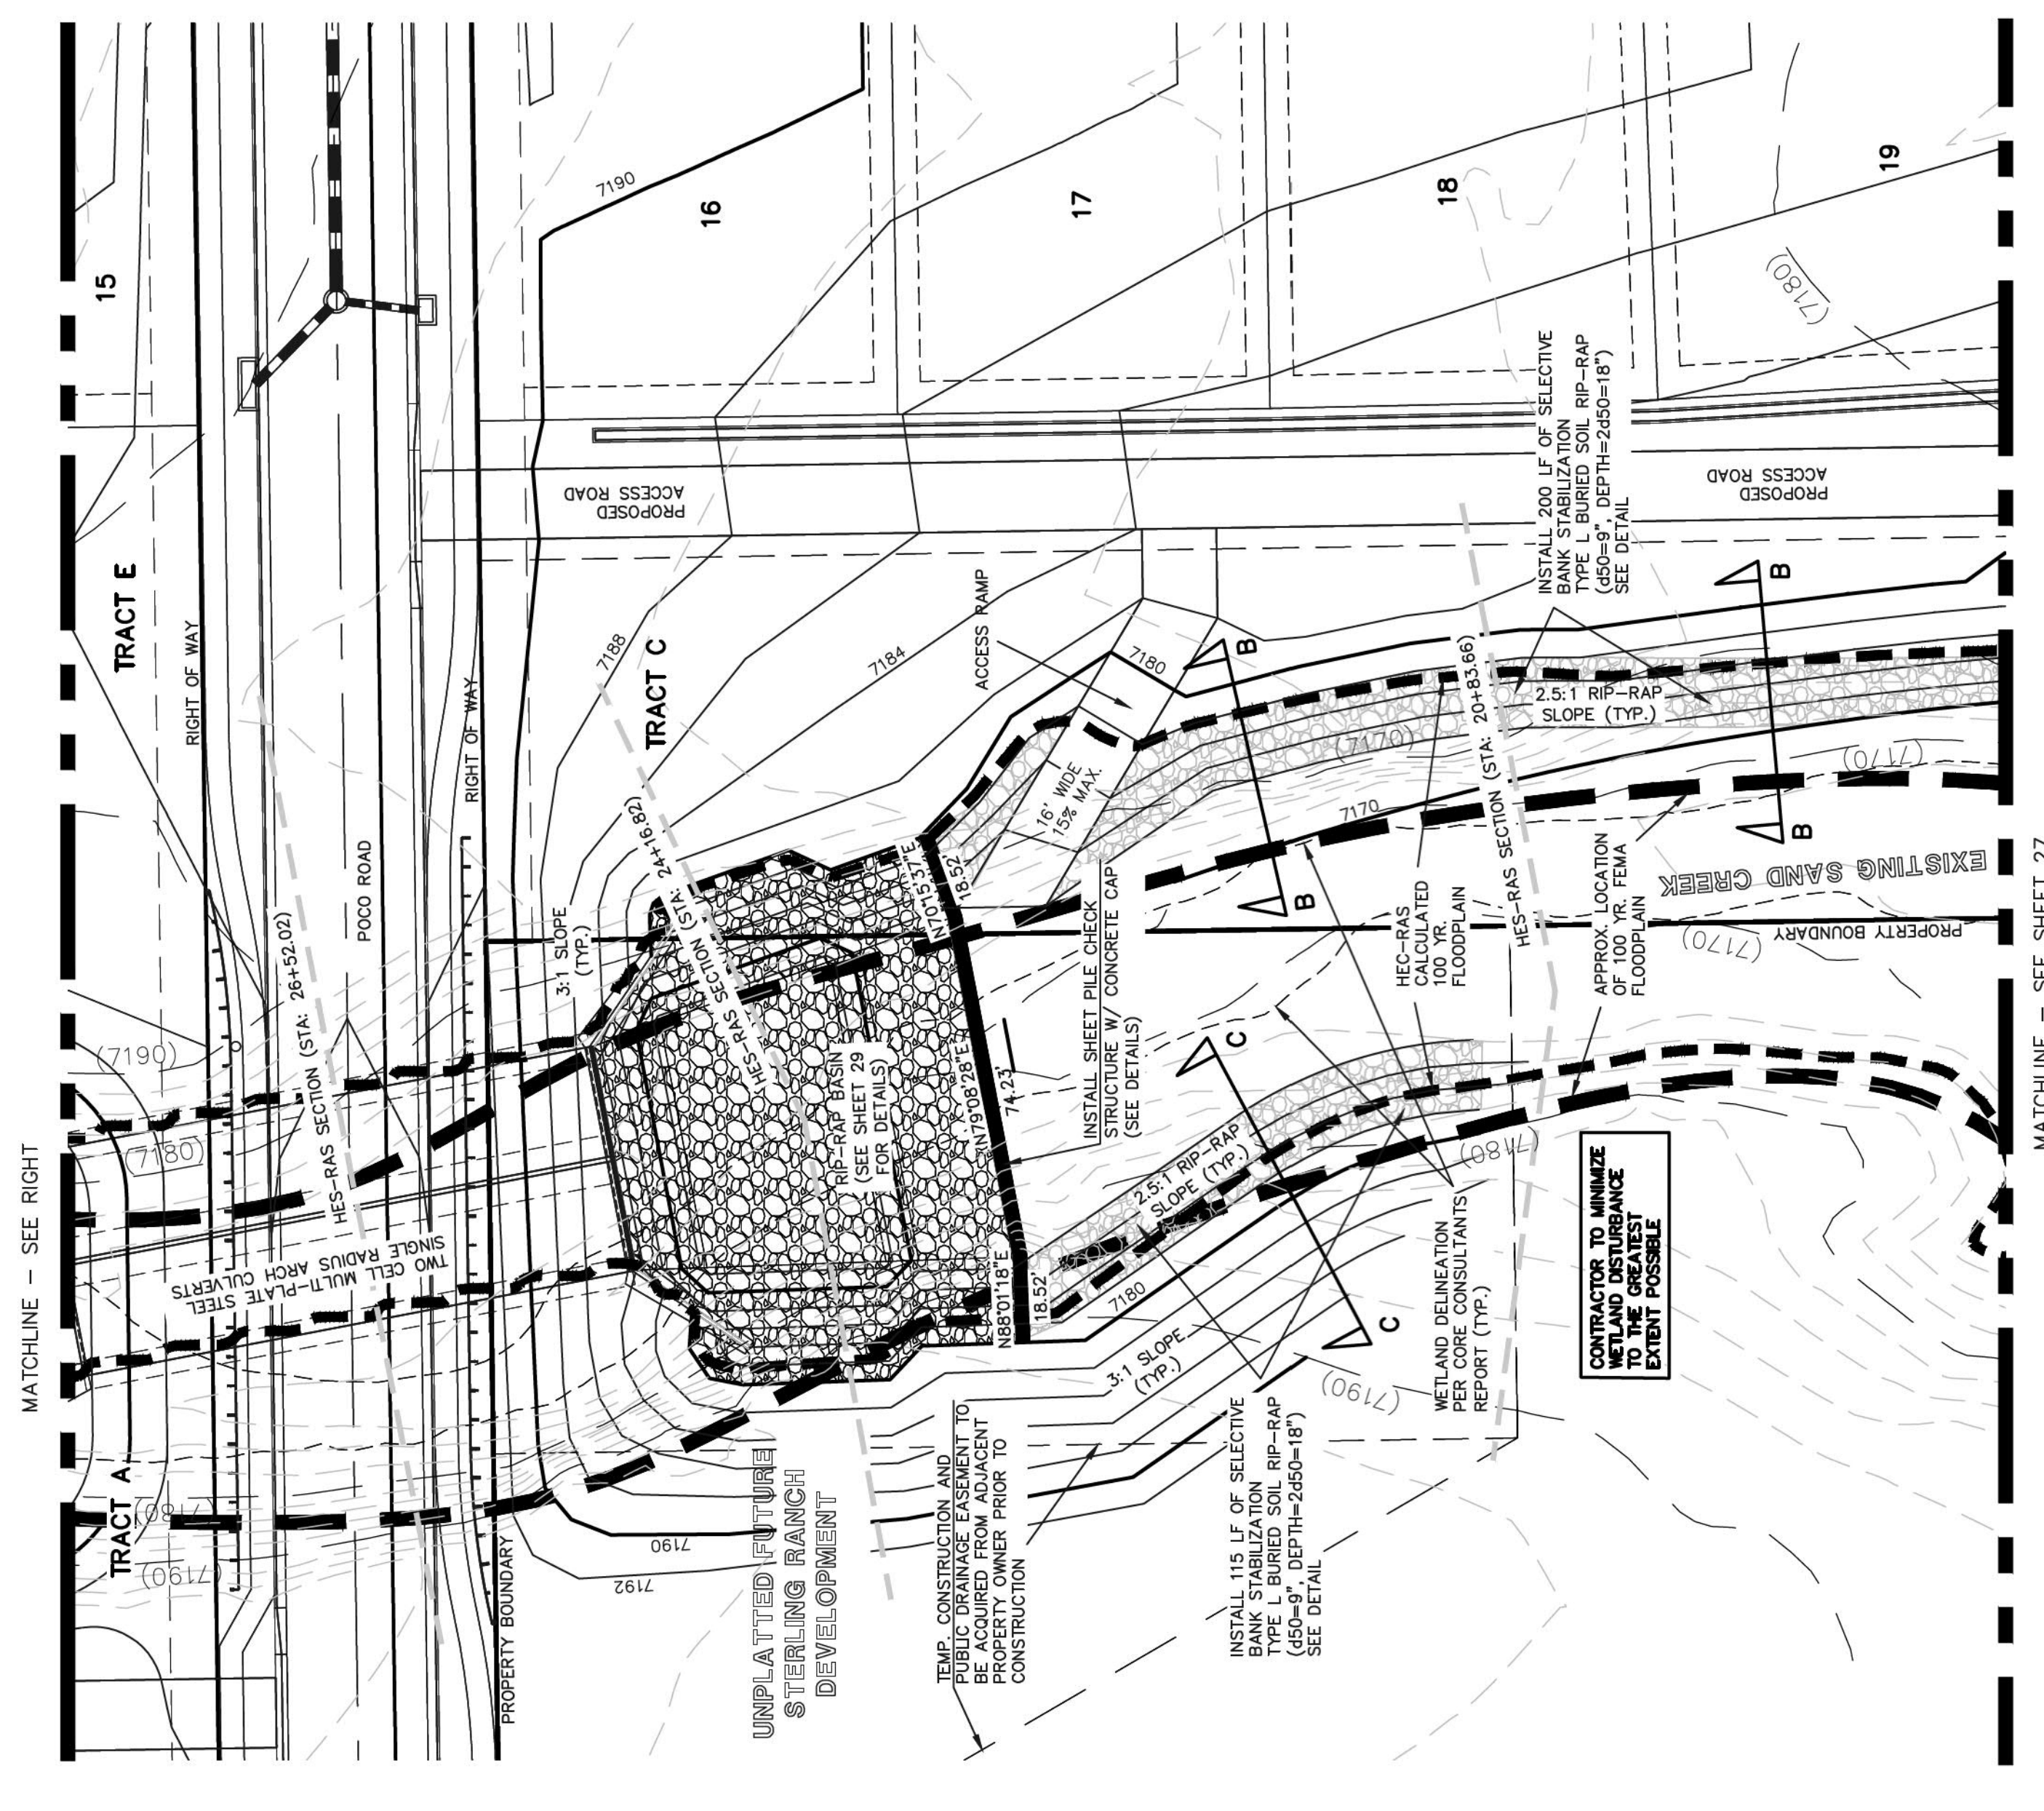 MATCHLINE – SEE RIGHT
15
TRACT E
RIGHT OF WAY
POCO ROAD
RIGHT OF WAY
HES-RAS SECTION (STA: 26+52.02)
(7190)
(7180)
TWO CELL MULTI-PLATE STEEL
SINGLE RADIUS ARCH CULVERTS
TRACT A
(7180)
(7190)
PROPERTY BOUNDARY
7190
7192
UNPLATTED FUTURE
STERLING RANCH
DEVELOPMENT
7190
16
17
18
19
(7180)
PROPOSED
ACCESS ROAD
PROPOSED
ACCESS ROAD
7188
TRACT C
7184
ACCESS RAMP
7180
16' WIDE
15% MAX.
3:1 SLOPE
(TYP.)
HES-RAS SECTION (STA: 24+16.82)
RIP-RAP BASIN
(SEE SHEET 29
FOR DETAILS)
N70°15'37"E
18.52'
N79°08'28"E
74.23'
N88°01'18"E
18.52'
INSTALL SHEET PILE CHECK
STRUCTURE W/ CONCRETE CAP
(SEE DETAILS)
TEMP. CONSTRUCTION AND
PUBLIC DRAINAGE EASEMENT TO
BE ACQUIRED FROM ADJACENT
PROPERTY OWNER PRIOR TO
CONSTRUCTION
7180
3:1 SLOPE
(TYP.)
2.5:1 RIP-RAP
SLOPE (TYP.)
C
C
INSTALL 115 LF OF SELECTIVE
BANK STABILIZATION
TYPE L BURIED SOIL RIP-RAP
(d50=9", DEPTH=2d50=18")
SEE DETAIL
(7190)
WETLAND DELINEATION
PER CORE CONSULTANTS
REPORT (TYP.)
(7180)
INSTALL 200 LF OF SELECTIVE
BANK STABILIZATION
TYPE L BURIED SOIL RIP-RAP
(d50=9", DEPTH=2d50=18")
SEE DETAIL
2.5:1 RIP-RAP
SLOPE (TYP.)
(7170)
7170
B
B
B
B
(7170)
HES-RAS SECTION (STA: 20+83.66)
HEC-RAS
CALCULATED
100 YR.
FLOODPLAIN
APPROX. LOCATION
OF 100 YR. FEMA
FLOODPLAIN
EXISTING SAND CREEK
PROPERTY BOUNDARY
(7170)
CONTRACTOR TO MINIMIZE
WETLAND DISTURBANCE
TO THE GREATEST
EXTENT POSSIBLE
MATCHLINE – SEE SHEET 27